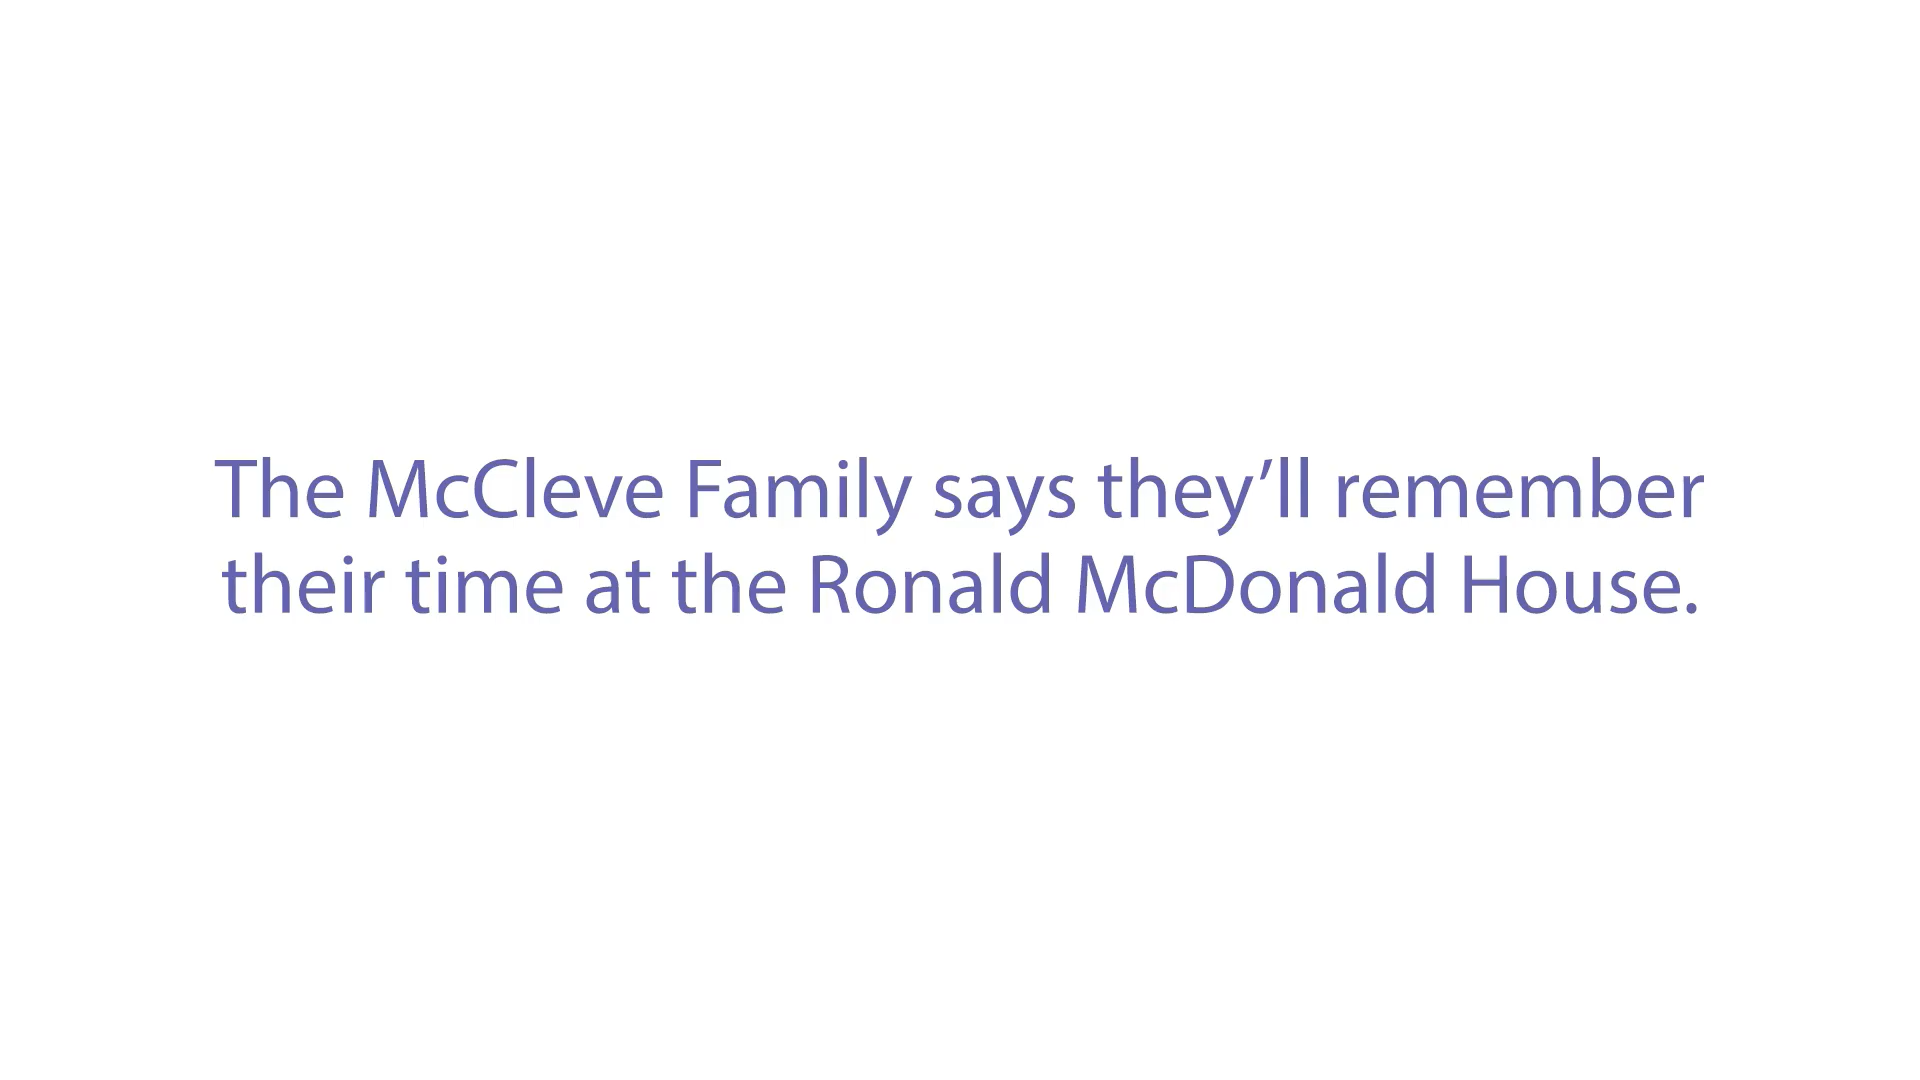 The McCleve Family says they’ll remember
their time at the Ronald McDonald House.